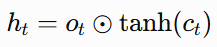 h_t = o_t ⊙ tanh(c_t)